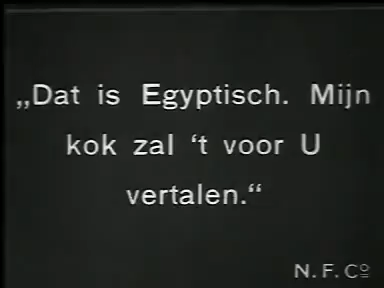 „Dat is Egyptisch. Mijn
kok zal ‘t voor U
vertalen.“
N. F. Cº